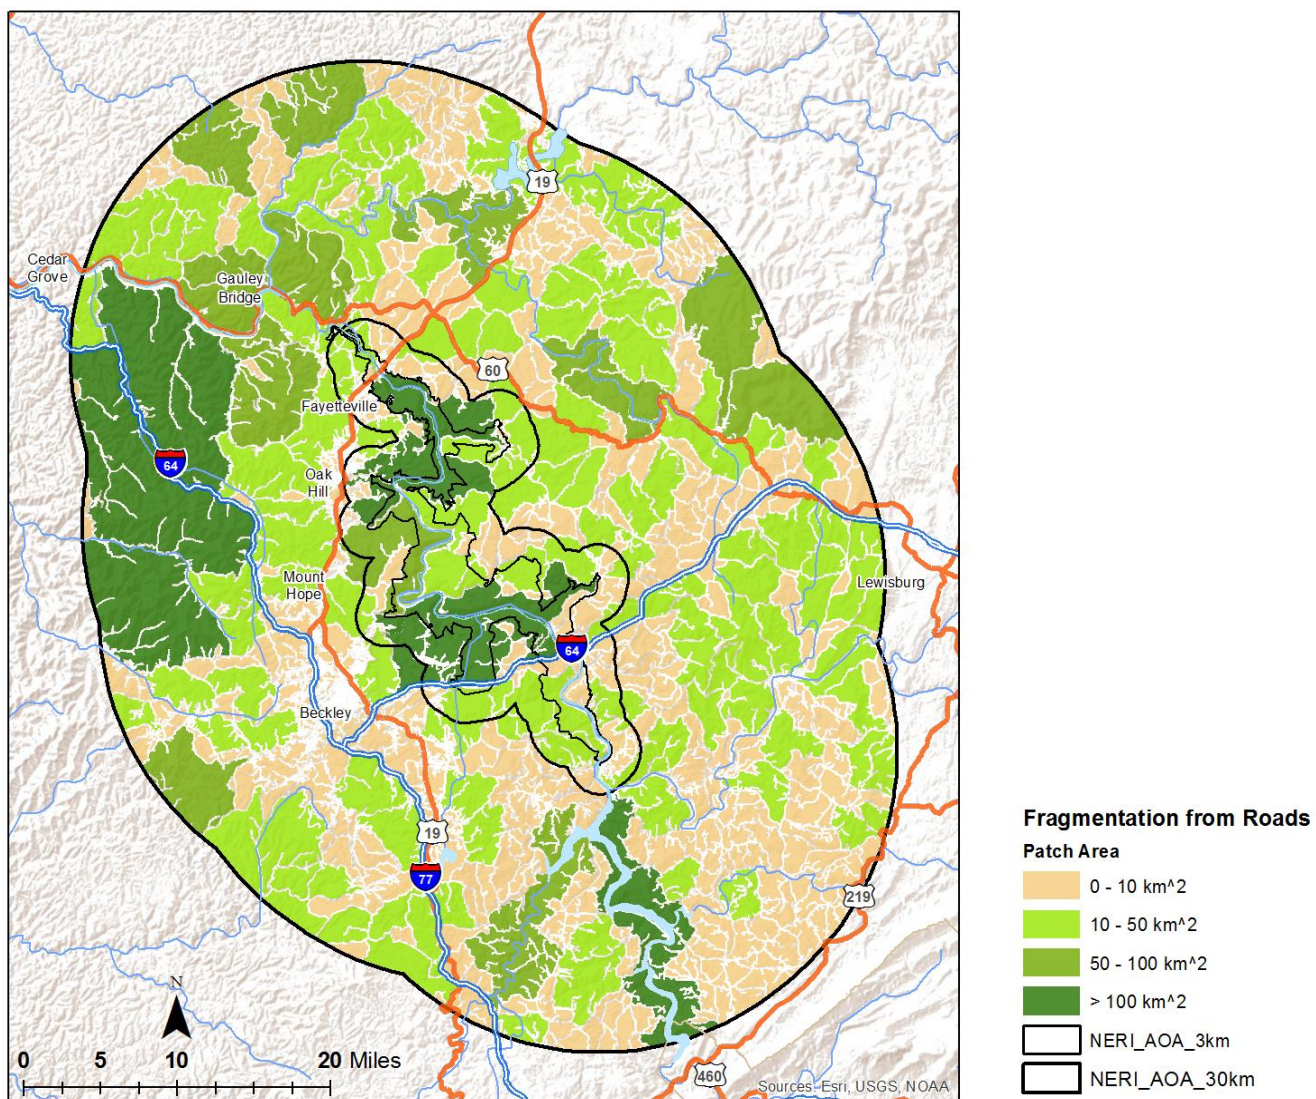 19
Cedar
Grove
Gauley
Bridge
60
Fayetteville
64
Oak
Hill
Mount
Hope
Lewisburg
64
Beckley
19
77
219
N
0 5 10 20 Miles
460
Sources: Esri, USGS, NOAA
Fragmentation from Roads
Patch Area
0 - 10 km^2
10 - 50 km^2
50 - 100 km^2
> 100 km^2
NERI_AOA_3km
NERI_AOA_30km